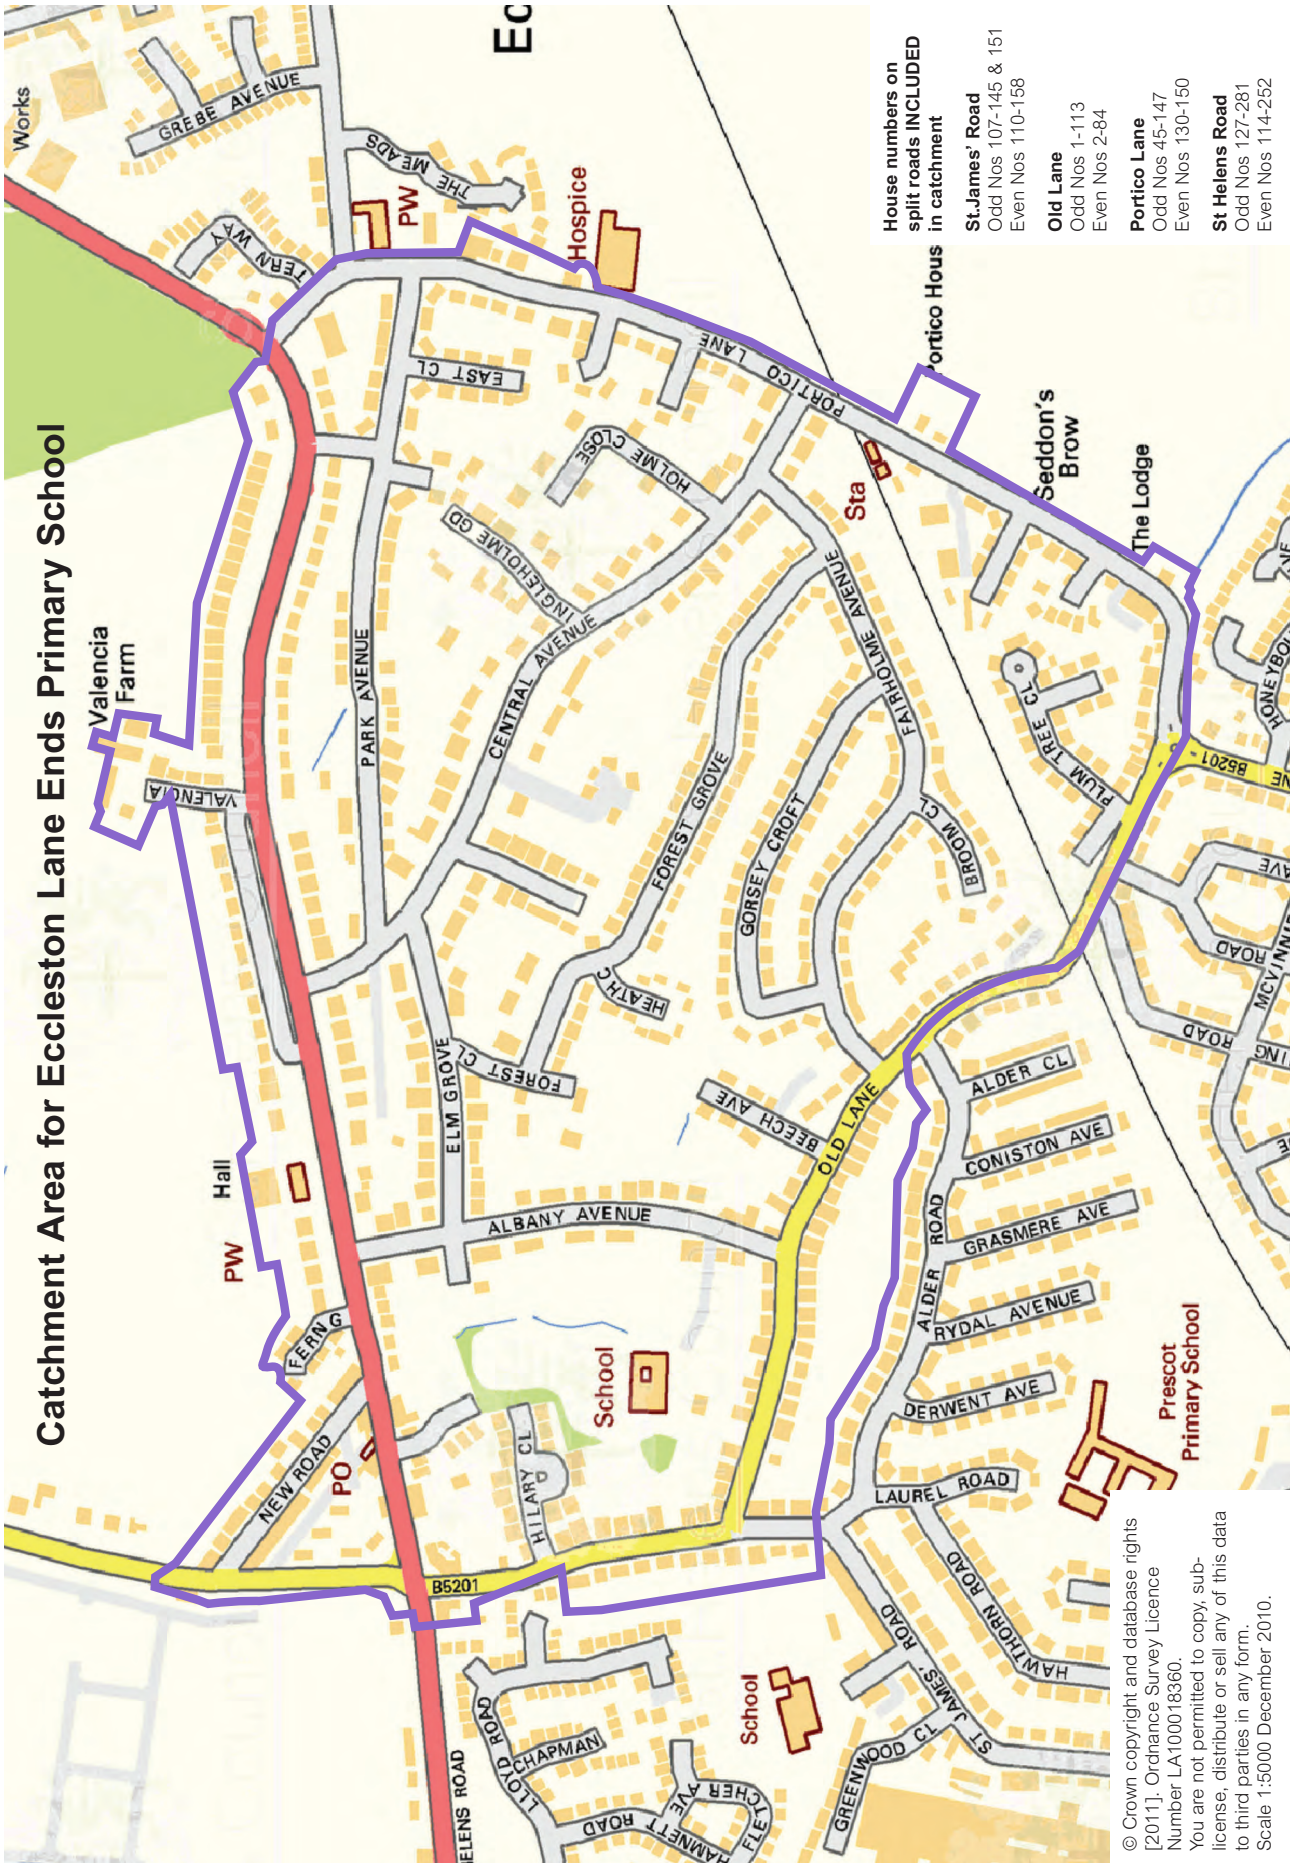 Catchment Area for Eccleston Lane Ends Primary School
Works
GREBE AVENUE
THE MEADS
PW
TERN WAY
Hospice
Ec
House numbers on
split roads INCLUDED
in catchment
St.James' Road
Odd Nos 107-145 & 151
Even Nos 110-158
Old Lane
Odd Nos 1-113
Even Nos 2-84
Portico Lane
Odd Nos 45-147
Even Nos 130-150
St Helens Road
Odd Nos 127-281
Even Nos 114-252
Portico Hous
EAST CL
PORTICO LANE
HOLME CLOSE
INGLEHOLME GD
Sta
Seddon's
Brow
The Lodge
Valencia
Farm
VALENCIA
PARK AVENUE
CENTRAL AVENUE
FAIRHOLME AVENUE
FOREST GROVE
GORSEY CROFT
BROOM CL
PLUM TREE CL
HONEYBOU
B5201
NE
AVE
ROAD
MCVINNIE
ROAD
ING
HEATH C
FOREST CL
ELM GROVE
BEECH AVE
OLD LANE
ALDER CL
CONISTON AVE
GRASMERE AVE
ALDER ROAD
RYDAL AVENUE
DERWENT AVE
LAUREL ROAD
HAWTHORN ROAD
Prescot
Primary School
Hall
PW
ALBANY AVENUE
FERN G
NEW ROAD
PO
School
HILARY CL
B5201
ELENS ROAD
LLOYD ROAD
CHAPMAN
HAMNETT ROAD
FLETCHER AVE
School
GREENWOOD CL
ST JAMES' ROAD
© Crown copyright and database rights
[2011]. Ordnance Survey Licence
Number LA100018360.
You are not permitted to copy, sub-
license, distribute or sell any of this data
to third parties in any form.
Scale 1:5000 December 2010.